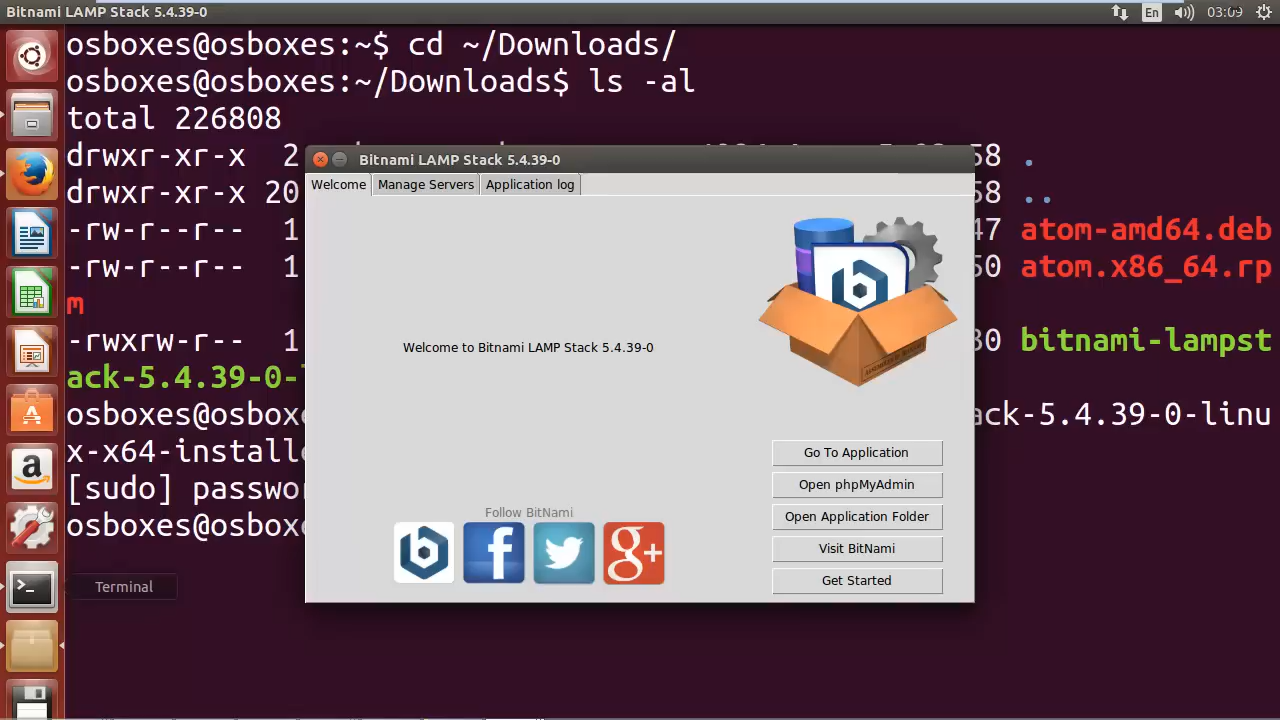 Bitnami LAMP Stack 5.4.39-0
En
03:09
osboxes@osboxes:~$ cd ~/Downloads/
osboxes@osboxes:~/Downloads$ ls -al
total 226808
drwxr-xr-x 2 58 .
drwxr-xr-x 20 58 ..
-rw-r--r-- 1 47 atom-amd64.deb
-rw-r--r-- 1 50 atom.x86_64.rp
m
-rwxrw-r-- 1 30 bitnami-lampst
ack-5.4.39-0-
osboxes@osboxe ack-5.4.39-0-linu
x-x64-installe
[sudo] passwor
osboxes@osboxe
Terminal
Bitnami LAMP Stack 5.4.39-0
Welcome
Manage Servers
Application log
Welcome to Bitnami LAMP Stack 5.4.39-0
Go To Application
Open phpMyAdmin
Open Application Folder
Visit BitNami
Get Started
Follow BitNami